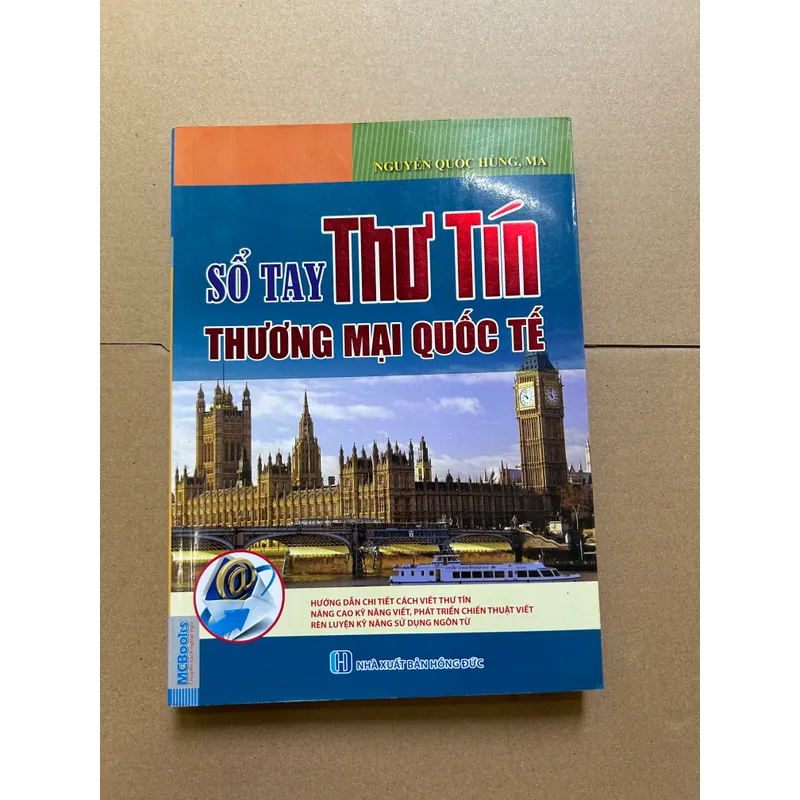 NGUYỄN QUỐC HÙNG, MA
SỔ TAY THƯ TÍN
THƯƠNG MẠI QUỐC TẾ
HƯỚNG DẪN CHI TIẾT CÁCH VIẾT THƯ TÍN
NÂNG CAO KỸ NĂNG VIẾT, PHÁT TRIỂN CHIẾN THUẬT VIẾT
RÈN LUYỆN KỸ NĂNG SỬ DỤNG NGÔN TỪ
MCBooks
NHÀ XUẤT BẢN HỒNG ĐỨC